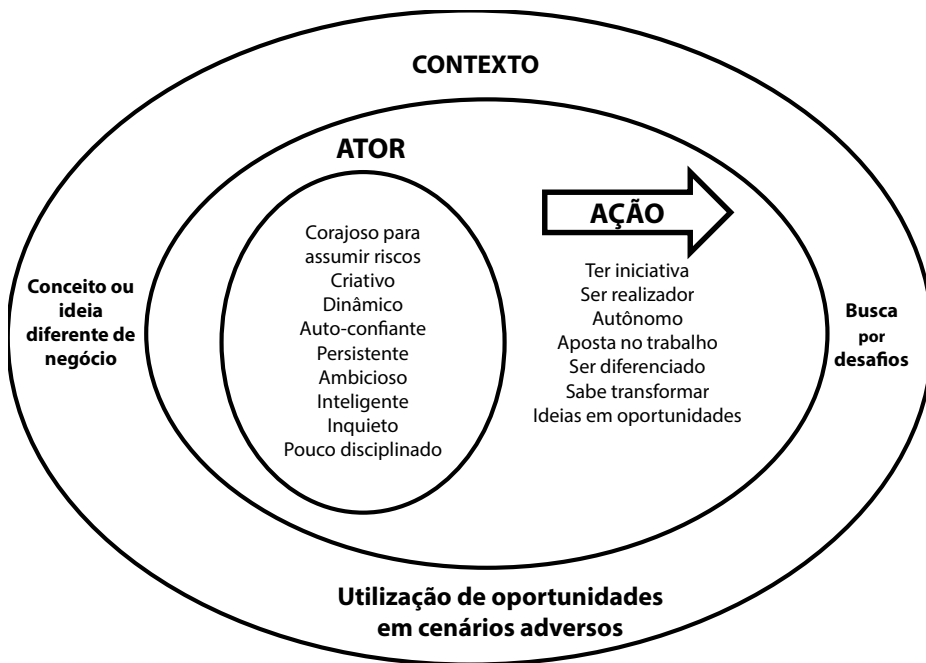 CONTEXTO
ATOR
AÇÃO
Corajoso para
assumir riscos
Criativo
Dinâmico
Auto-confiante
Persistente
Ambicioso
Inteligente
Inquieto
Pouco disciplinado
Ter iniciativa
Ser realizador
Autônomo
Aposta no trabalho
Ser diferenciado
Sabe transformar
Ideias em oportunidades
Conceito ou
ideia
diferente de
negócio
Busca
por
desafios
Utilização de oportunidades
em cenários adversos